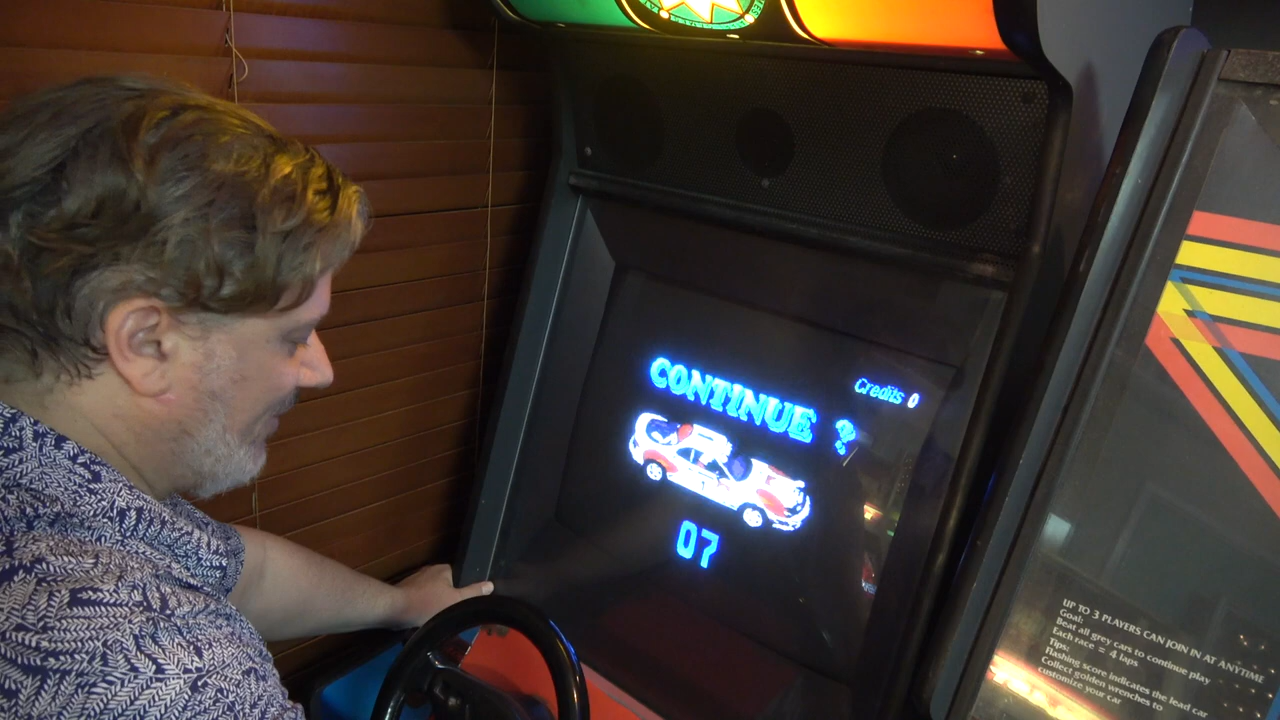 CONTINUE ?
Credits 0
07
UP TO 3 PLAYERS CAN JOIN IN AT ANYTIME
Goal:
Beat all grey cars to continue play
Each race = 4 laps
Tips:
Flashing score indicates the lead car
Collect golden wrenches to
customize your car